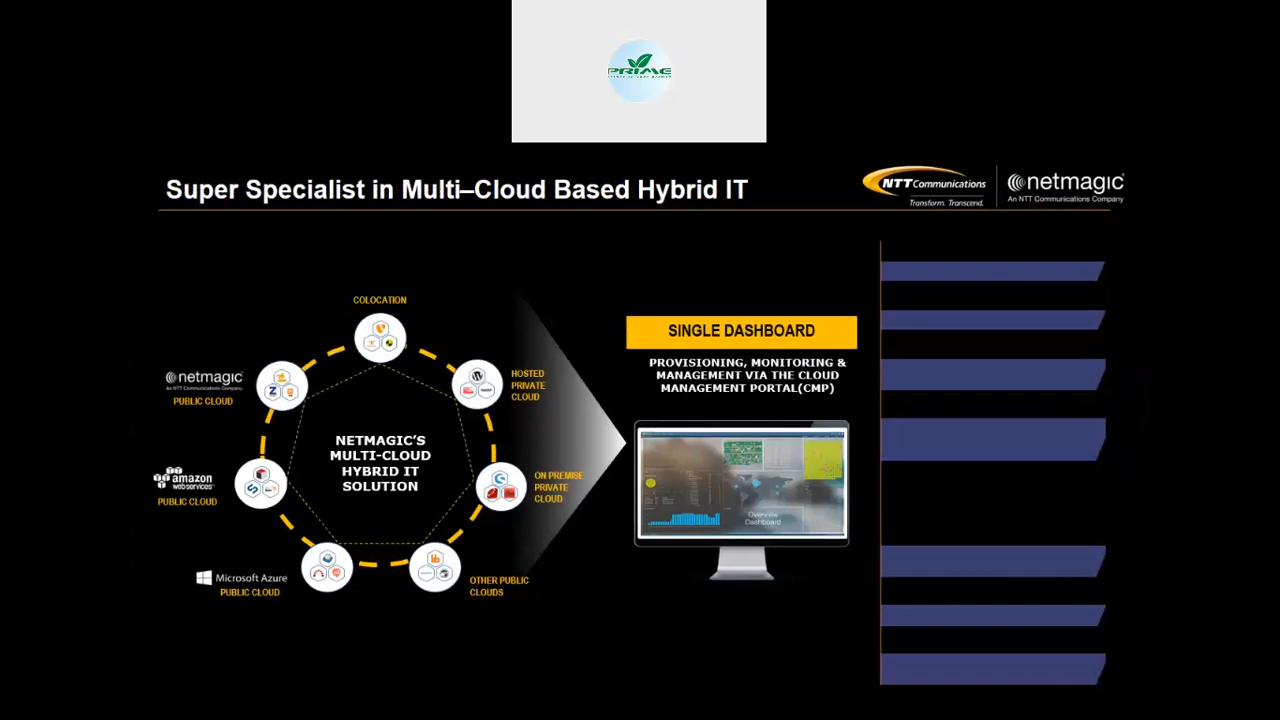 PRIME
Super Specialist in Multi–Cloud Based Hybrid IT
NTT Communications
Transform. Transcend.
netmagic
An NTT Communications Company
COLOCATION
SINGLE DASHBOARD
PROVISIONING, MONITORING &
MANAGEMENT VIA THE CLOUD
MANAGEMENT PORTAL(CMP)
netmagic
An NTT Communications Company
PUBLIC CLOUD
HOSTED
PRIVATE
CLOUD
NETMAGIC'S
MULTI-CLOUD
HYBRID IT
SOLUTION
amazon
web services
PUBLIC CLOUD
ON PREMISE
PRIVATE
CLOUD
Overview
Dashboard
Microsoft Azure
PUBLIC CLOUD
OTHER PUBLIC
CLOUDS